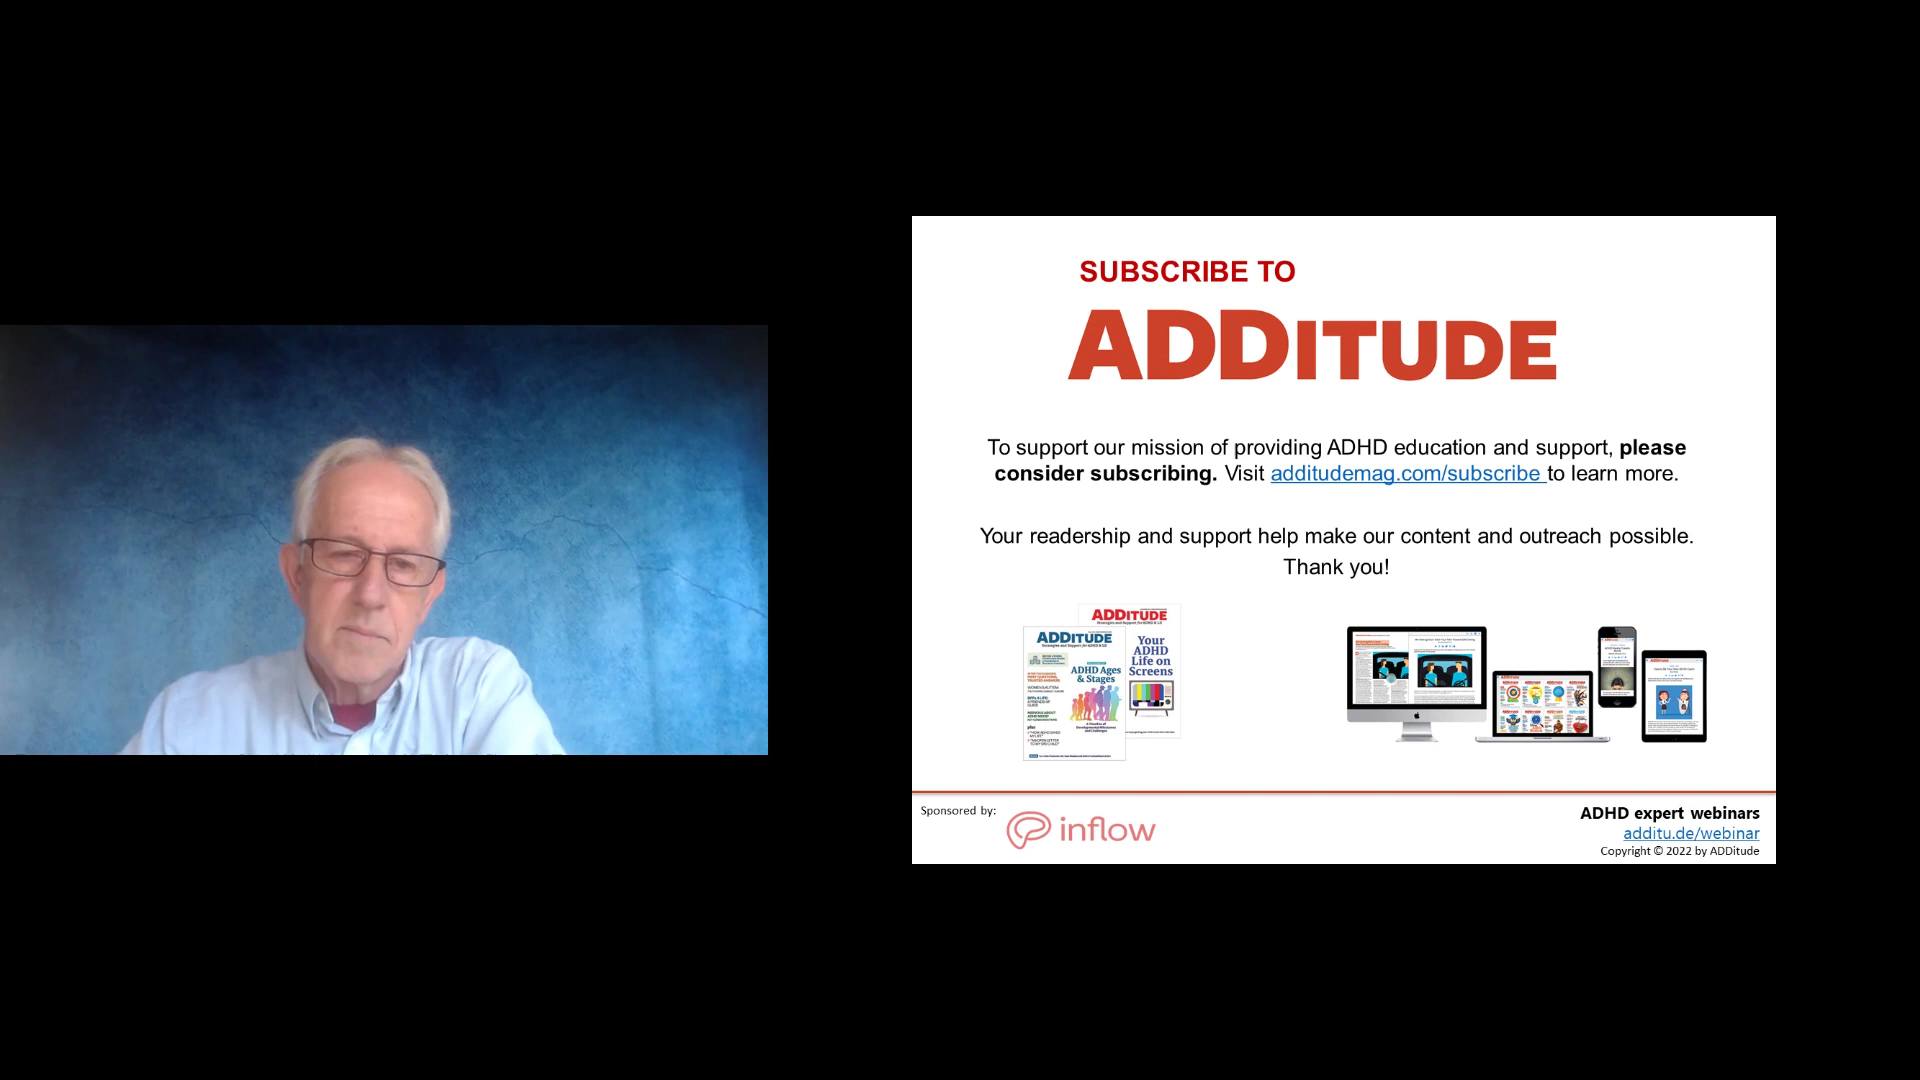 SUBSCRIBE TO
ADDITUDE
To support our mission of providing ADHD education and support, please
consider subscribing. Visit additudemag.com/subscribe to learn more.
Your readership and support help make our content and outreach possible.
Thank you!
ADDITUDE
ADDITUDE
Your
ADHD
Life on
Screens
ADHD Ages
& Stages
Sponsored by:
inflow
ADHD expert webinars
additu.de/webinar
Copyright © 2022 by ADDitude